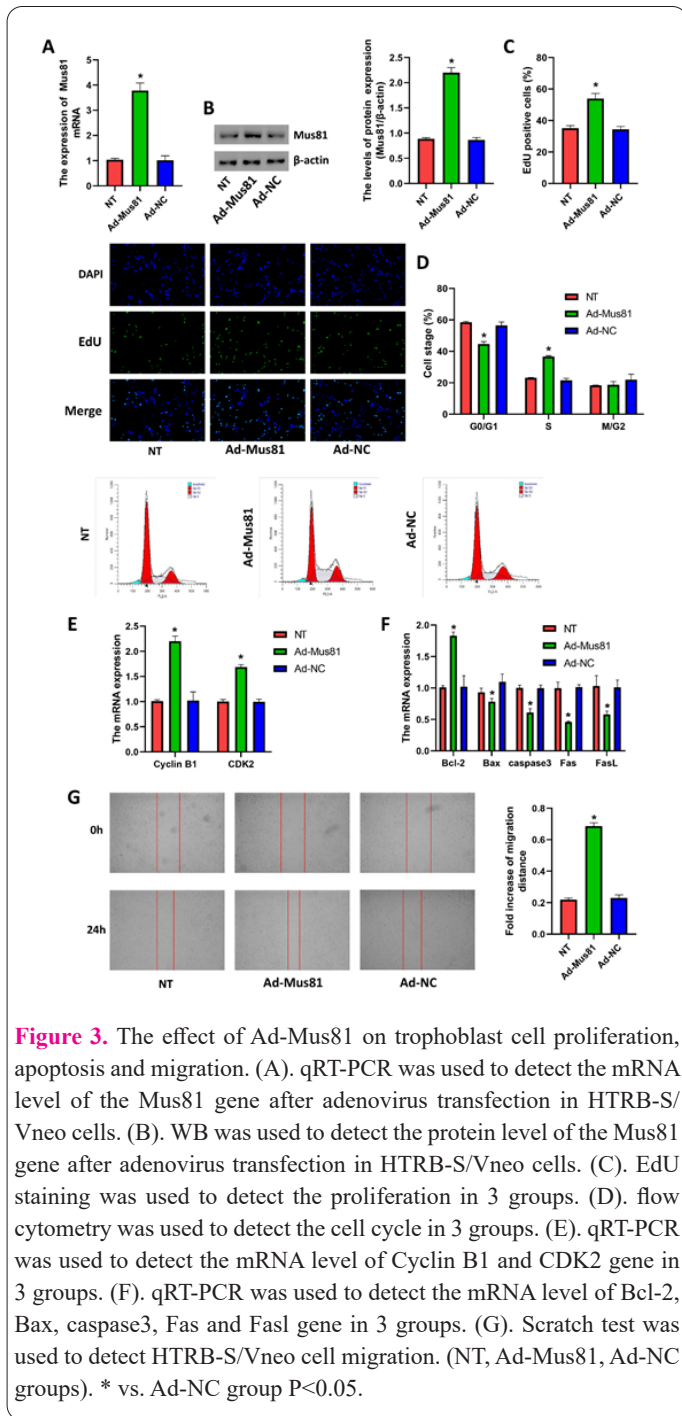 A
The expression of Mus81
mRNA
5
4
3
2
1
0
NT
Ad-Mus81
Ad-NC
*
B
Mus81
β-actin
NT
Ad-Mus81
Ad-NC
The levels of protein expression
(Mus81/β-actin)
2.5
2.0
1.5
1.0
0.5
0.0
*
NT
Ad-Mus81
Ad-NC
C
EdU positive cells (%)
80
60
40
20
0
*
NT
Ad-Mus81
Ad-NC
DAPI
EdU
Merge
NT
Ad-Mus81
Ad-NC
D
Cell stage (%)
80
60
40
20
0
*
*
NT
Ad-Mus81
Ad-NC
G0/G1
S
M/G2
NT
Ad-Mus81
Ad-NC
E
The mRNA expression
2.5
2.0
1.5
1.0
0.5
0.0
*
*
NT
Ad-Mus81
Ad-NC
Cyclin B1
CDK2
F
The mRNA expression
2.0
1.5
1.0
0.5
0.0
*
*
*
*
*
NT
Ad-Mus81
Ad-NC
Bcl-2
Bax
caspase3
Fas
FasL
G
0h
24h
NT
Ad-Mus81
Ad-NC
Fold increase of migration
distance
0.8
0.6
0.4
0.2
0.0
*
NT
Ad-Mus81
Ad-NC
Figure 3. The effect of Ad-Mus81 on trophoblast cell proliferation,
apoptosis and migration. (A). qRT-PCR was used to detect the mRNA
level of the Mus81 gene after adenovirus transfection in HTRB-S/
Vneo cells. (B). WB was used to detect the protein level of the Mus81
gene after adenovirus transfection in HTRB-S/Vneo cells. (C). EdU
staining was used to detect the proliferation in 3 groups. (D). flow
cytometry was used to detect the cell cycle in 3 groups. (E). qRT-PCR
was used to detect the mRNA level of Cyclin B1 and CDK2 gene in
3 groups. (F). qRT-PCR was used to detect the mRNA level of Bcl-2,
Bax, caspase3, Fas and Fasl gene in 3 groups. (G). Scratch test was
used to detect HTRB-S/Vneo cell migration. (NT, Ad-Mus81, Ad-NC
groups). * vs. Ad-NC group P<0.05.